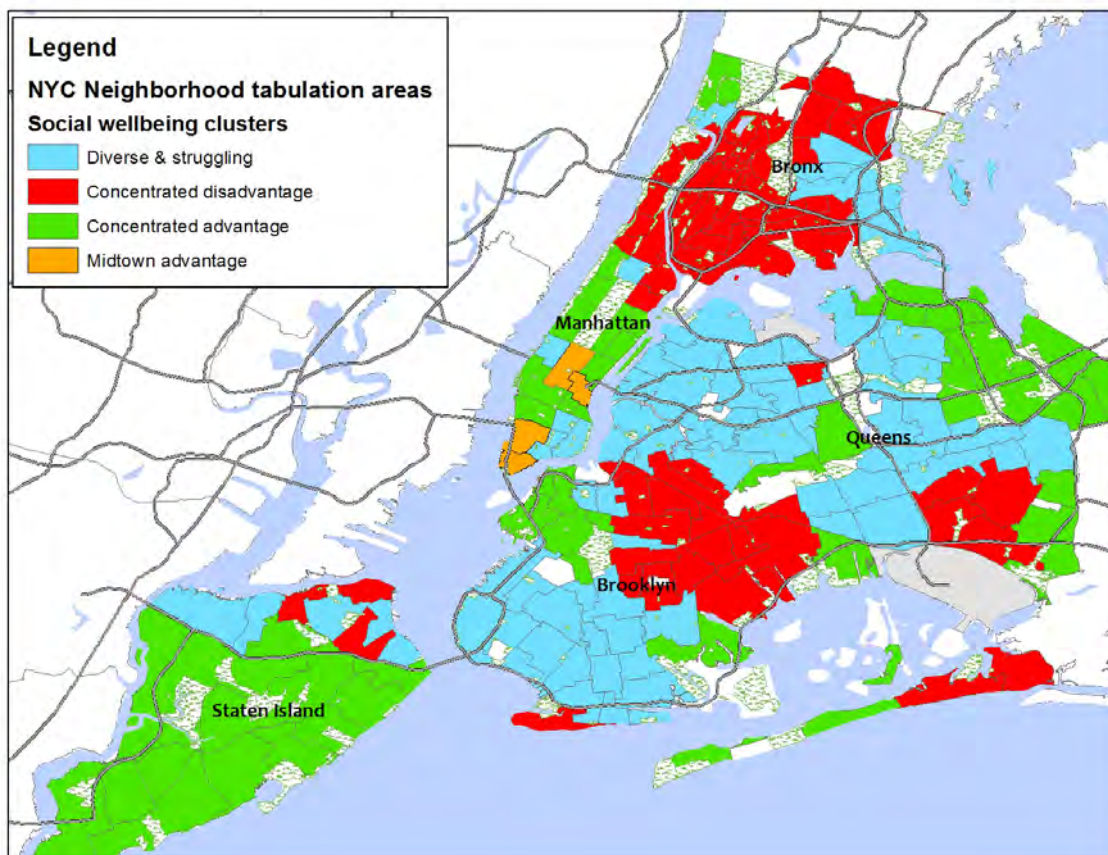 Legend
NYC Neighborhood tabulation areas
Social wellbeing clusters
Diverse & struggling
Concentrated disadvantage
Concentrated advantage
Midtown advantage
Bronx
Manhattan
Queens
Brooklyn
Staten Island